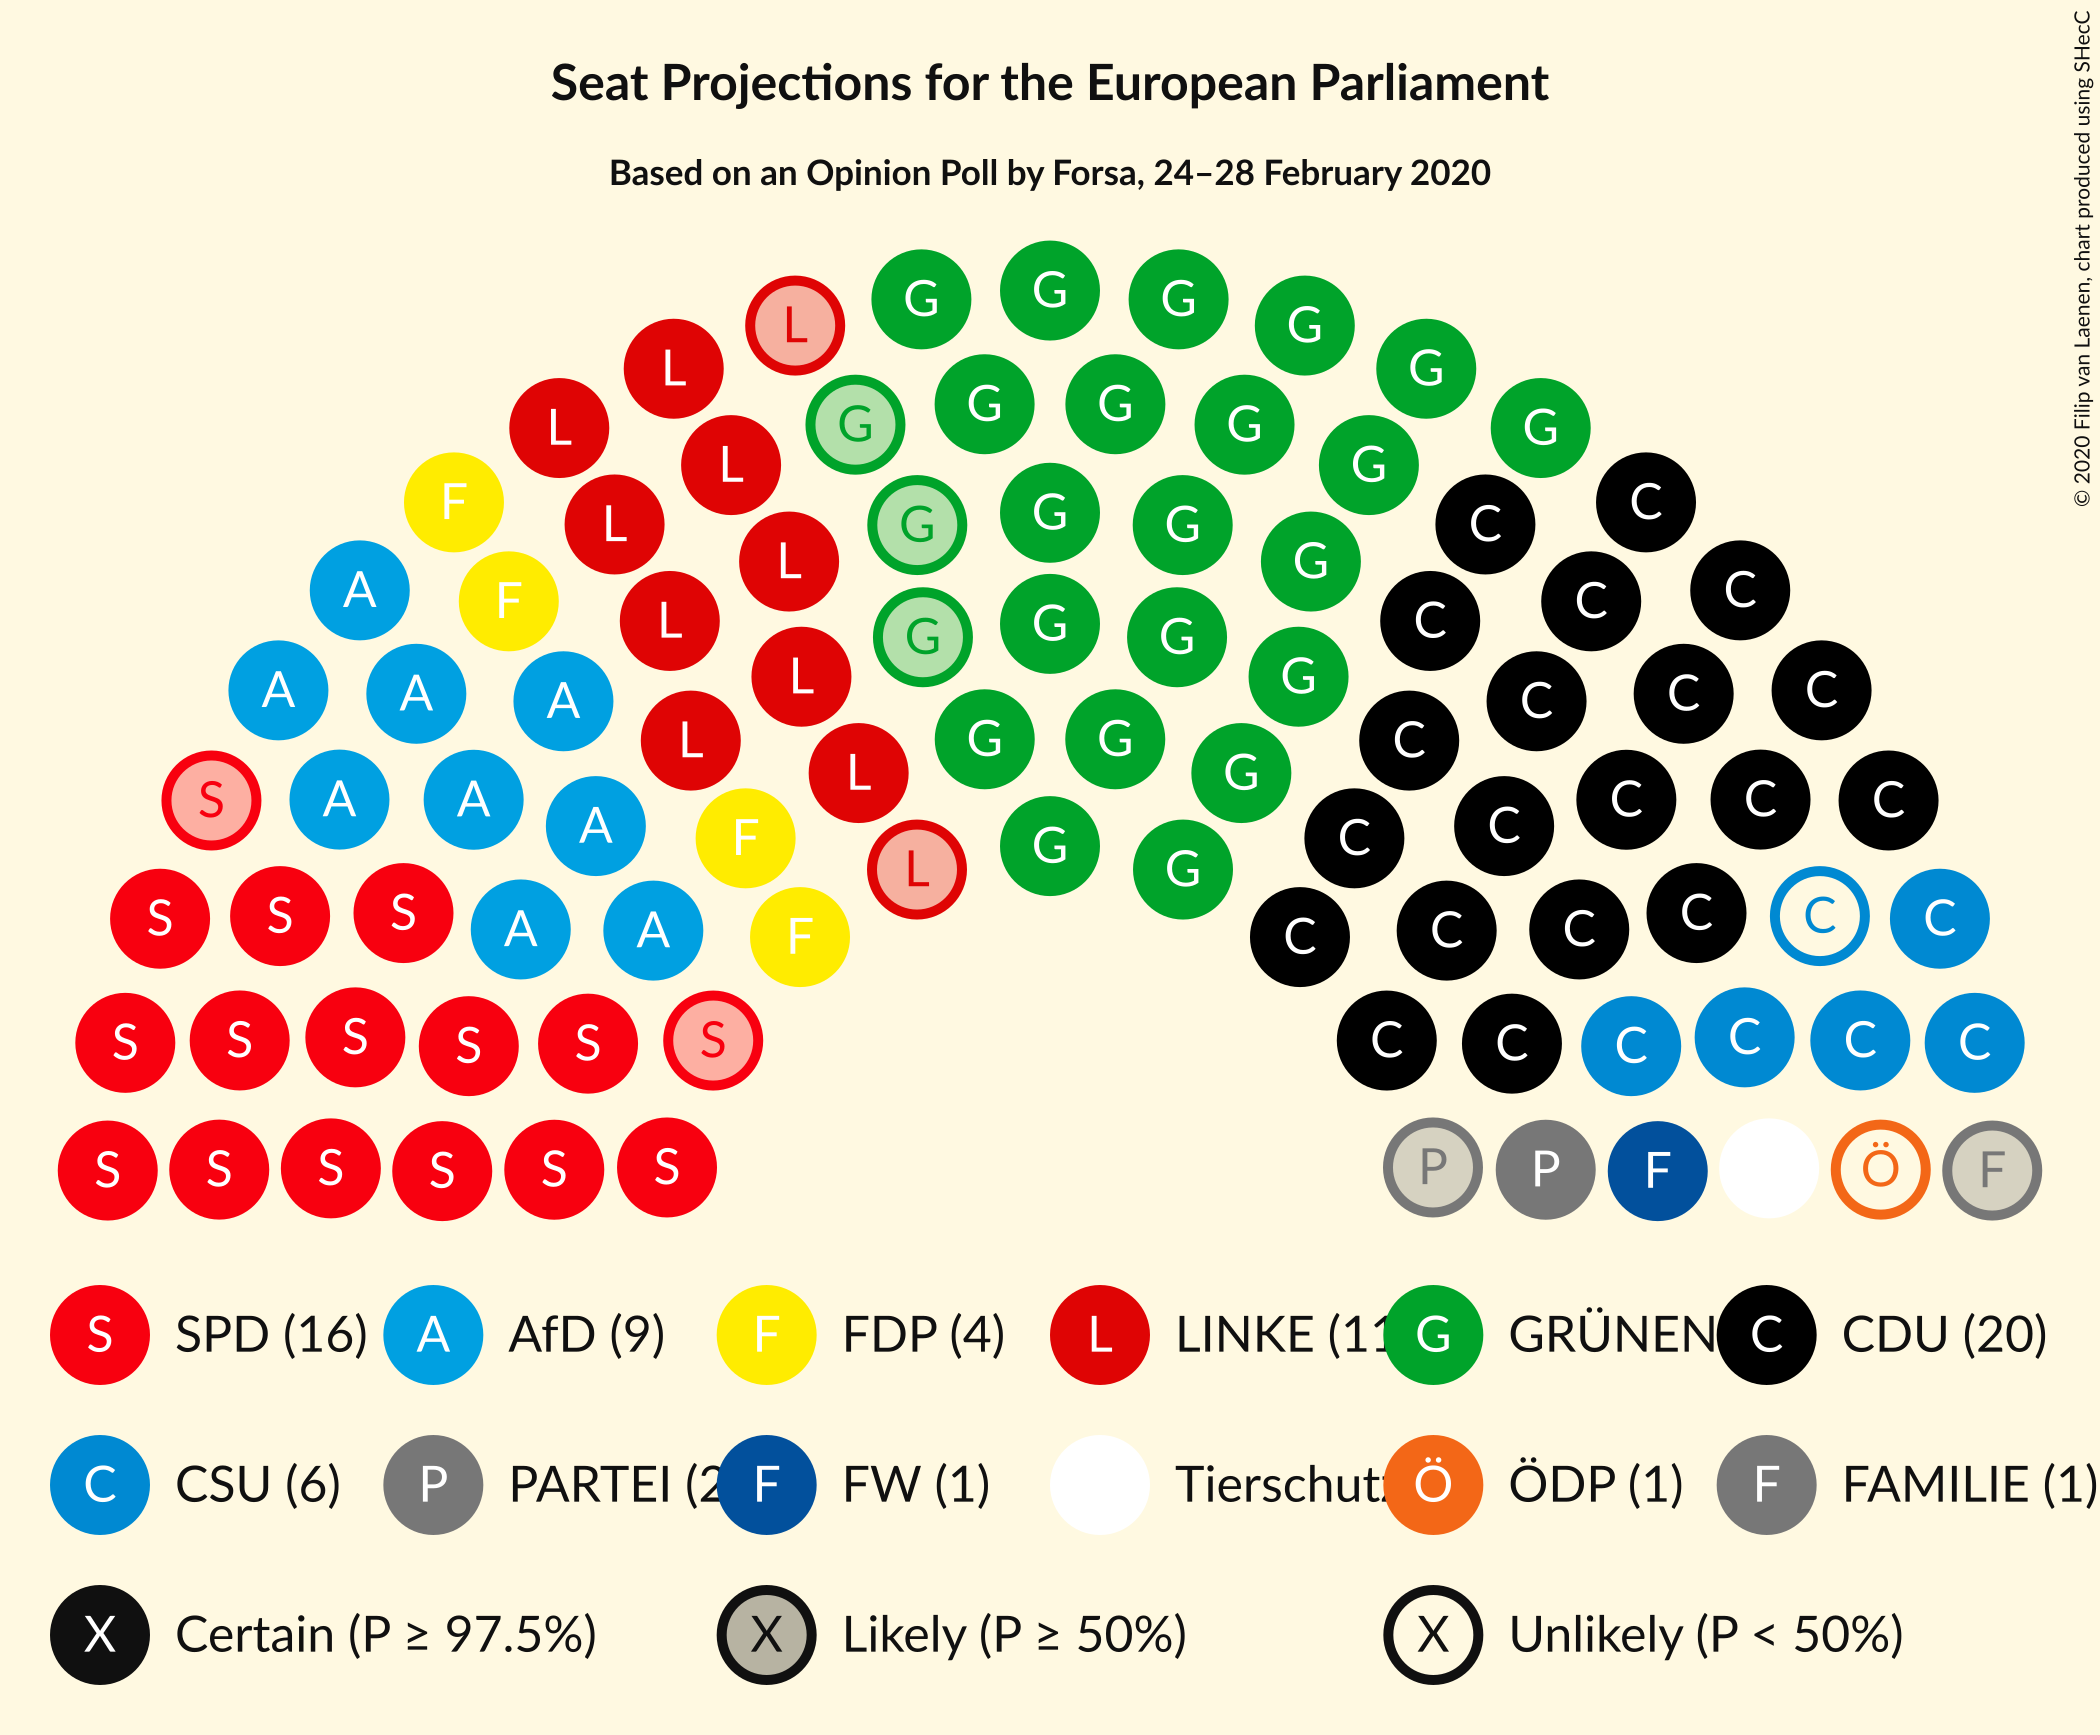 Seat Projections for the European Parliament
Based on an Opinion Poll by Forsa, 24–28 February 2020
© 2020 Filip van Laenen, chart produced using SHecC
G G G
L G
L G
L G G G G
F L G G C
L G G C
A F L G G G C C
L G G C
A A A L G G C C C
L G G G C
S A A L C C C
A F G C C
L G
S S S A A F C C C C C C
S S S S S S C C C C C C
S S S S S S P P F Ö F
S SPD (16) A AfD (9) F FDP (4) L LINKE (11 G GRÜNEN C CDU (20)
C CSU (6) P PARTEI (2 F FW (1) Tierschutz Ö ÖDP (1) F FAMILIE (1)
X Certain (P ≥ 97.5%) X Likely (P ≥ 50%) X Unlikely (P < 50%)